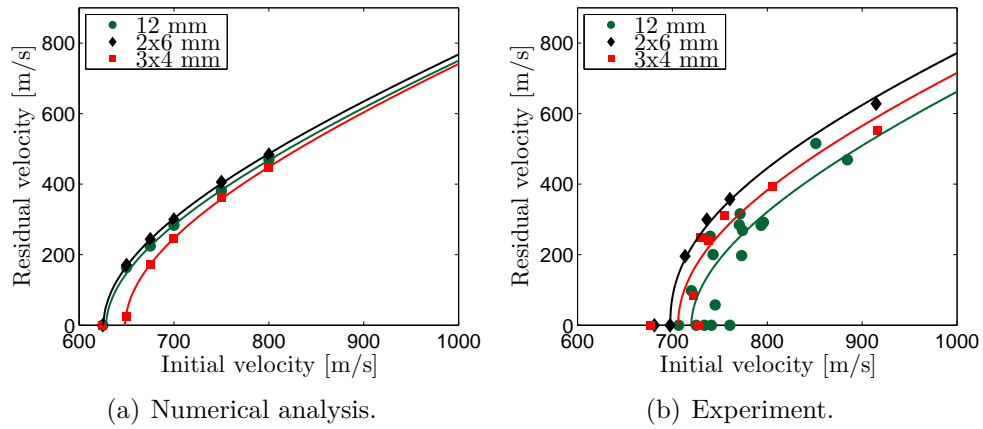 12 mm
2x6 mm
3x4 mm
Residual velocity [m/s]
800
600
400
200
0
600 700 800 900 1000
Initial velocity [m/s]
(a) Numerical analysis.
12 mm
2x6 mm
3x4 mm
Residual velocity [m/s]
800
600
400
200
0
600 700 800 900 1000
Initial velocity [m/s]
(b) Experiment.